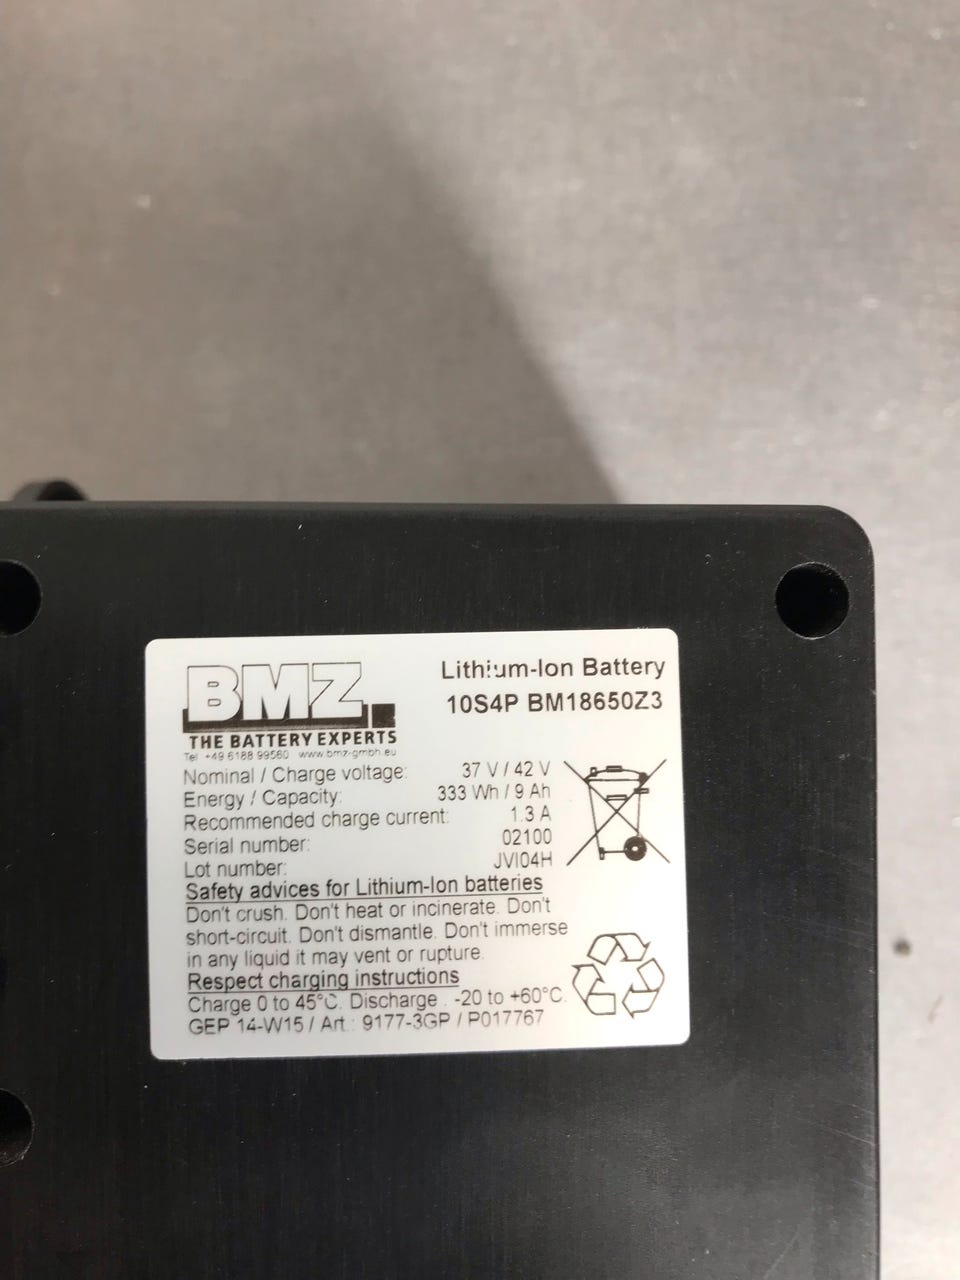 BMZ
THE BATTERY EXPERTS
Tel +49 6188 99560 www.bmz-gmbh.eu
Lithium-Ion Battery
10S4P BM18650Z3
Nominal / Charge voltage: 37 V / 42 V
Energy / Capacity: 333 Wh / 9 Ah
Recommended charge current: 1.3 A
Serial number: 02100
Lot number: JVI04H
Safety advices for Lithium-Ion batteries
Don't crush. Don't heat or incinerate. Don't
short-circuit. Don't dismantle. Don't immerse
in any liquid it may vent or rupture.
Respect charging instructions
Charge 0 to 45°C. Discharge : -20 to +60°C.
GEP 14-W15 / Art.: 9177-3GP / P017767